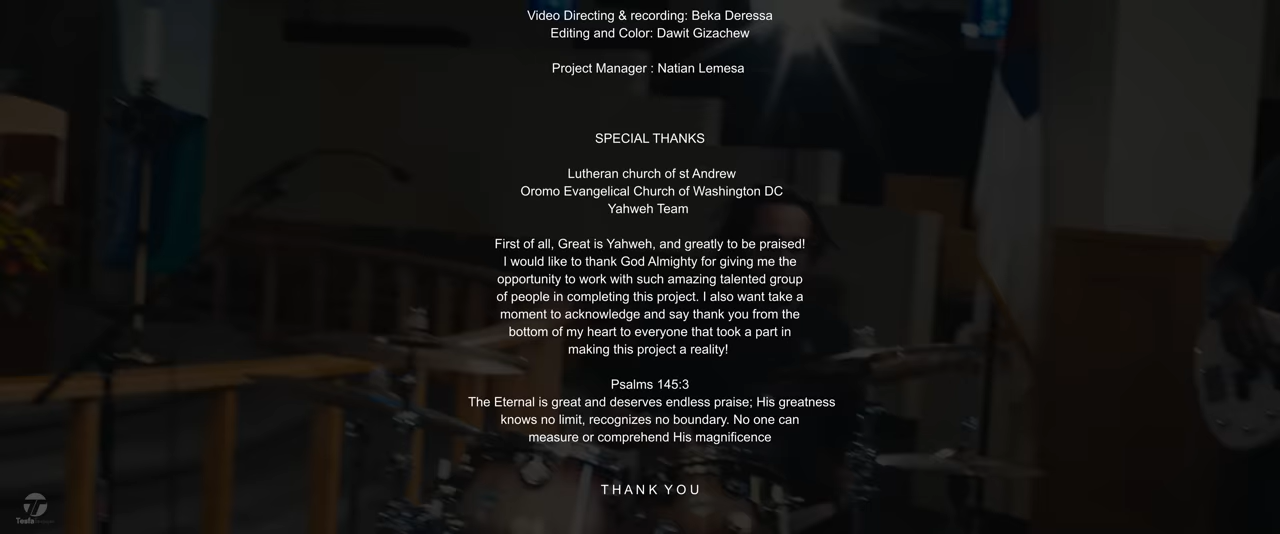 Video Directing & recording: Beka Deressa
Editing and Color: Dawit Gizachew
Project Manager : Natian Lemesa
SPECIAL THANKS
Lutheran church of st Andrew
Oromo Evangelical Church of Washington DC
Yahweh Team
First of all, Great is Yahweh, and greatly to be praised!
I would like to thank God Almighty for giving me the
opportunity to work with such amazing talented group
of people in completing this project. I also want take a
moment to acknowledge and say thank you from the
bottom of my heart to everyone that took a part in
making this project a reality!
Psalms 145:3
The Eternal is great and deserves endless praise; His greatness
knows no limit, recognizes no boundary. No one can
measure or comprehend His magnificence
THANK YOU
Tesfa